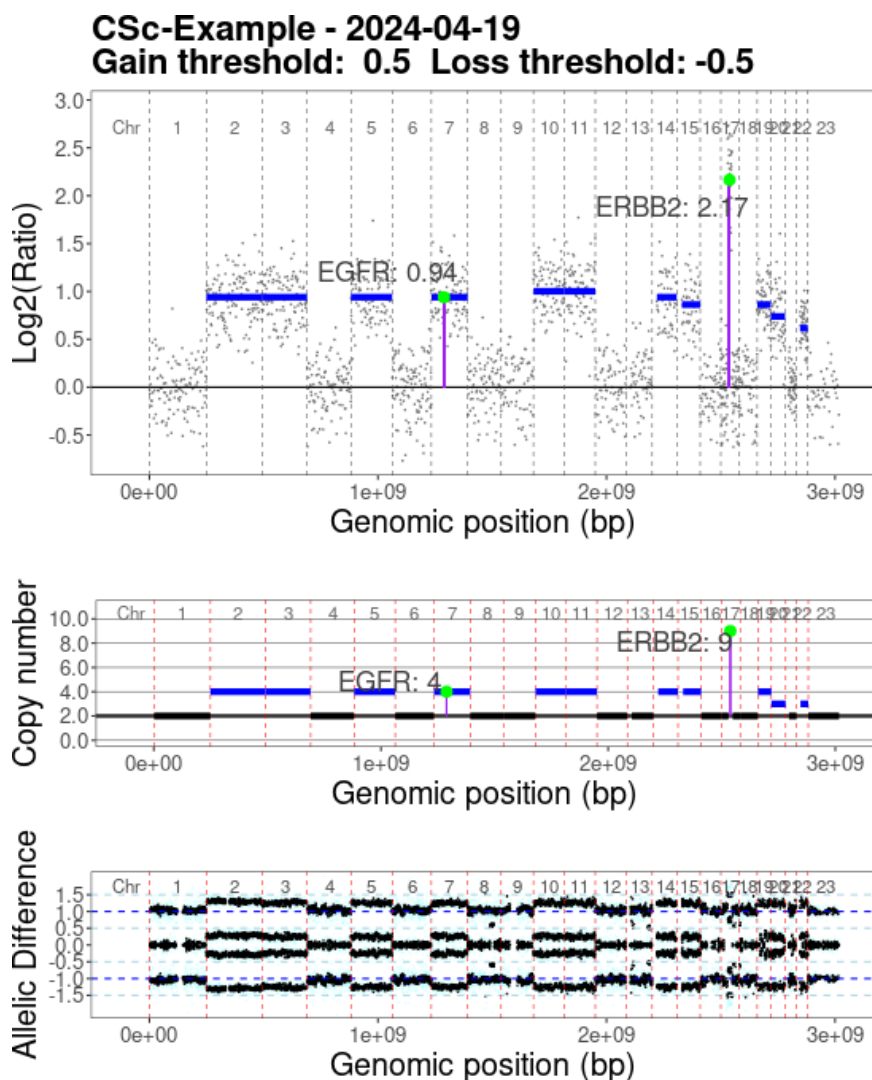 CSc-Example - 2024-04-19
Gain threshold:  0.5  Loss threshold: -0.5
Log2(Ratio)
3.0
2.5
2.0
1.5
1.0
0.5
0.0
-0.5
Chr 1 2 3 4 5 6 7 8 9 10 11 12 13 14 15 16 17 18 19 20 21 22 23
ERBB2: 2.17
EGFR: 0.94
0e+00 1e+09 2e+09 3e+09
Genomic position (bp)
Copy number
10.0
8.0
6.0
4.0
2.0
0.0
Chr 1 2 3 4 5 6 7 8 9 10 11 12 13 14 15 16 17 18 19 20 21 22 23
ERBB2: 9
EGFR: 4
0e+00 1e+09 2e+09 3e+09
Genomic position (bp)
Allelic Difference
1.5
1.0
0.5
0.0
-0.5
-1.0
-1.5
Chr 1 2 3 4 5 6 7 8 9 10 11 12 13 14 15 16 17 18 19 20 21 22 23
0e+00 1e+09 2e+09 3e+09
Genomic position (bp)